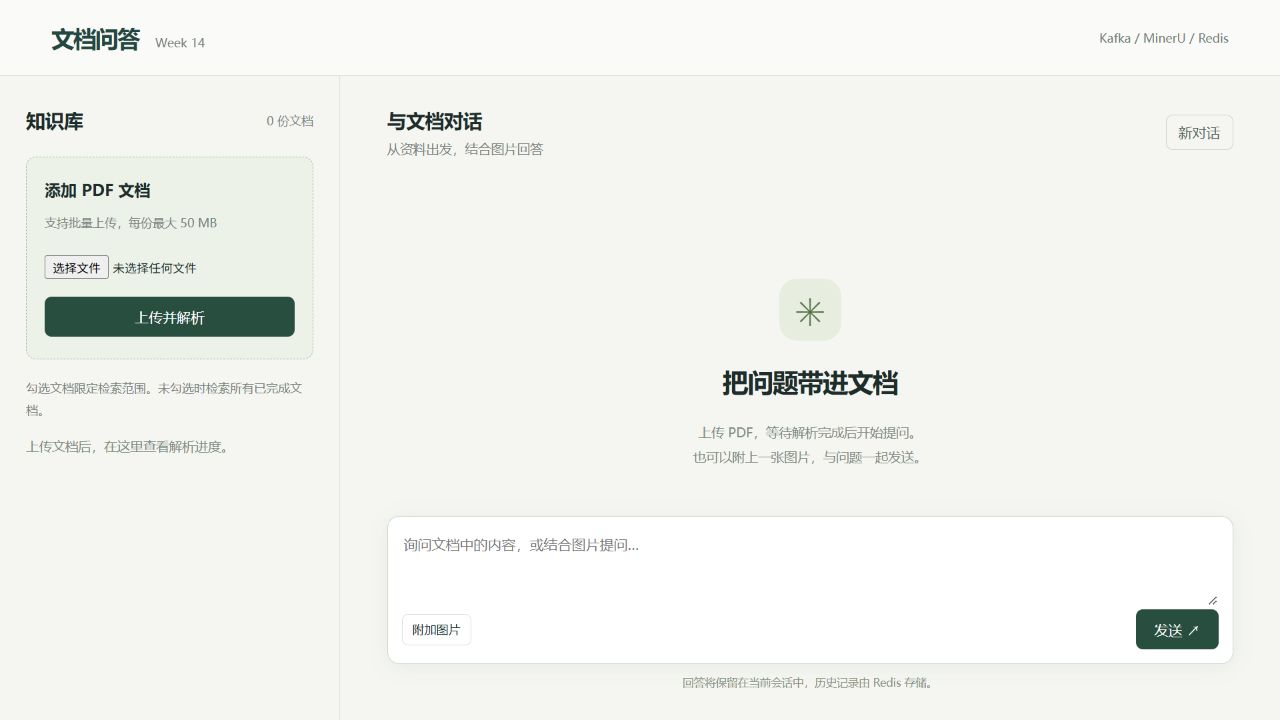 文档问答 Week 14
Kafka / MinerU / Redis
知识库 0 份文档
添加 PDF 文档
支持批量上传，每份最大 50 MB
选择文件 未选择任何文件
上传并解析
勾选文档限定检索范围。未勾选时检索所有已完成文
档。
上传文档后，在这里查看解析进度。
与文档对话
从资料出发，结合图片回答
新对话
把问题带进文档
上传 PDF，等待解析完成后开始提问。
也可以附上一张图片，与问题一起发送。
询问文档中的内容，或结合图片提问...
附加图片
发送 ↗
回答将保留在当前会话中，历史记录由 Redis 存储。